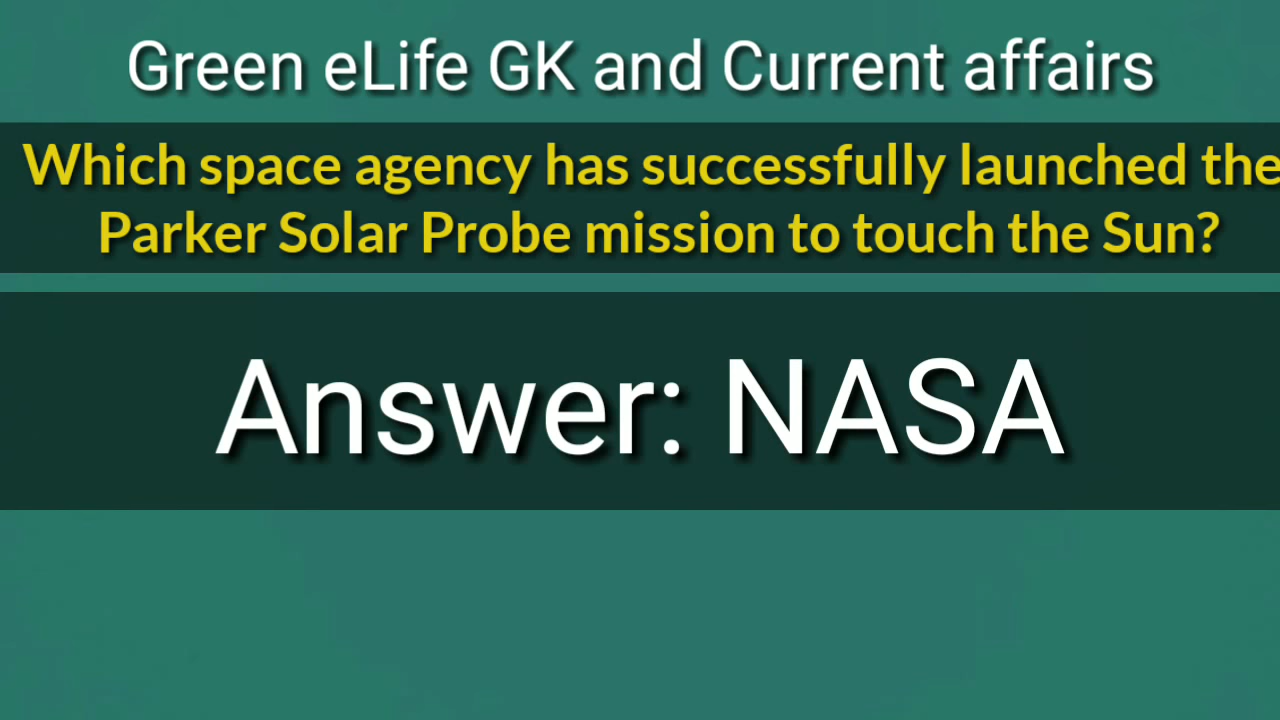 Green eLife GK and Current affairs
Which space agency has successfully launched the
Parker Solar Probe mission to touch the Sun?
Answer: NASA